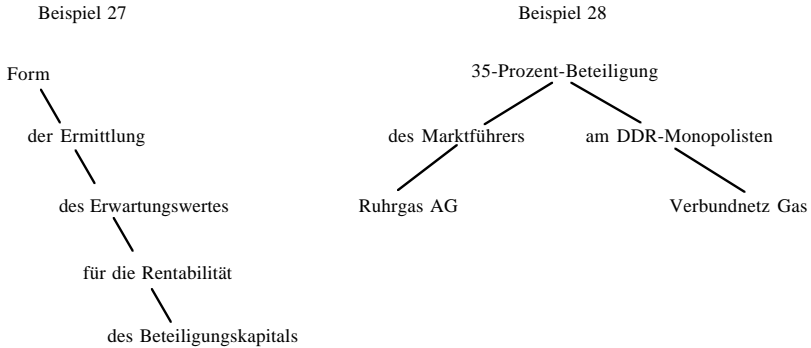 Beispiel 27
Form
der Ermittlung
des Erwartungswertes
für die Rentabilität
des Beteiligungskapitals
Beispiel 28
35-Prozent-Beteiligung
des Marktführers
am DDR-Monopolisten
Ruhrgas AG
Verbundnetz Gas